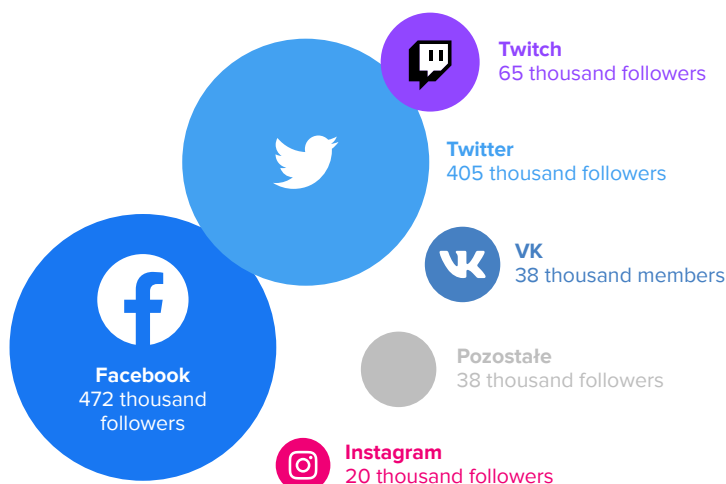 Twitch
65 thousand followers
Twitter
405 thousand followers
VK
38 thousand members
Facebook
472 thousand
followers
Pozostałe
38 thousand followers
Instagram
20 thousand followers